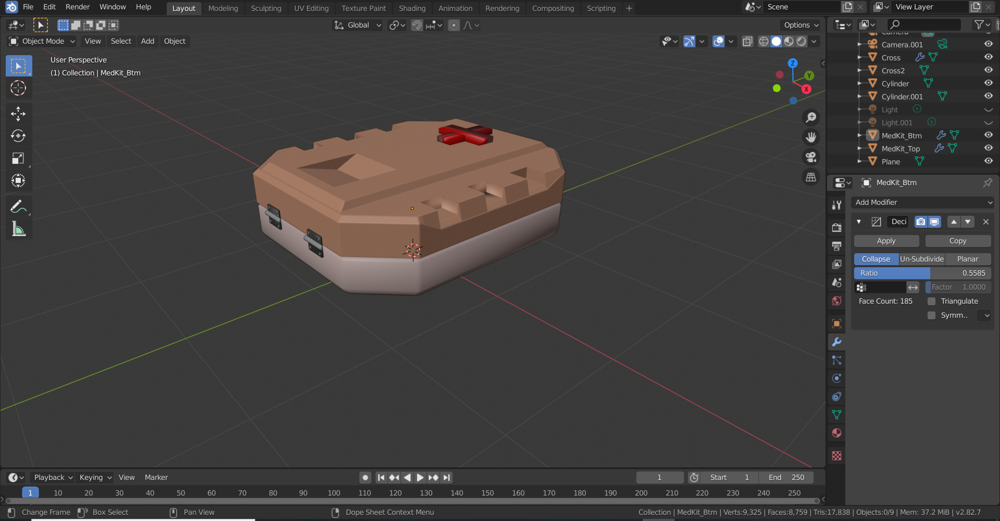 File Edit Render Window Help Layout Modeling Sculpting UV Editing Texture Paint Shading Animation Rendering Compositing Scripting + Scene View Layer
Global Options
Object Mode View Select Add Object
User Perspective
(1) Collection | MedKit_Btm
Z
Y
X
Camera
Camera.001
Cross
Cross2
Cylinder
Cylinder.001
Light
Light.001
MedKit_Btm
MedKit_Top
Plane
MedKit_Btm
Add Modifier
Deci
Apply Copy
Collapse Un-Subdivide Planar
Ratio 0.5585
Factor 1.0000
Face Count: 185 Triangulate
Symm..
Playback Keying View Marker 1 Start 1 End 250
1 10 20 30 40 50 60 70 80 90 100 110 120 130 140 150 160 170 180 190 200 210 220 230 240 250
Change Frame Box Select Pan View Dope Sheet Context Menu Collection | MedKit_Btm | Verts:9,325 | Faces:8,759 | Tris:17,838 | Objects:0/9 | Mem: 37.2 MiB | v2.82.7